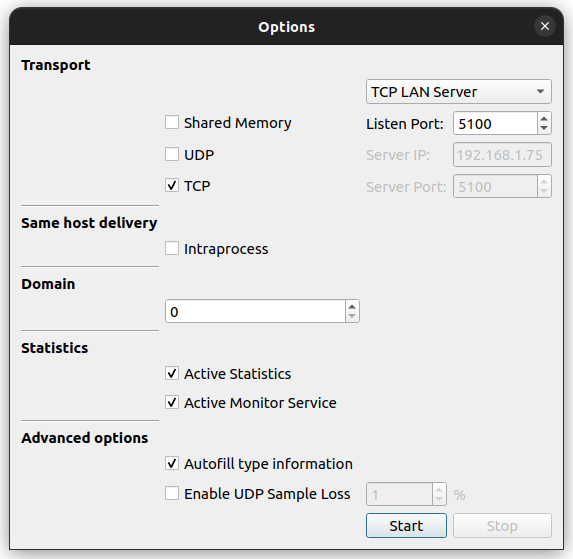 Options
Transport
TCP LAN Server
Shared Memory Listen Port: 5100
UDP Server IP: 192.168.1.75
TCP Server Port: 5100
Same host delivery
Intraprocess
Domain
0
Statistics
Active Statistics
Active Monitor Service
Advanced options
Autofill type information
Enable UDP Sample Loss 1 %
Start Stop